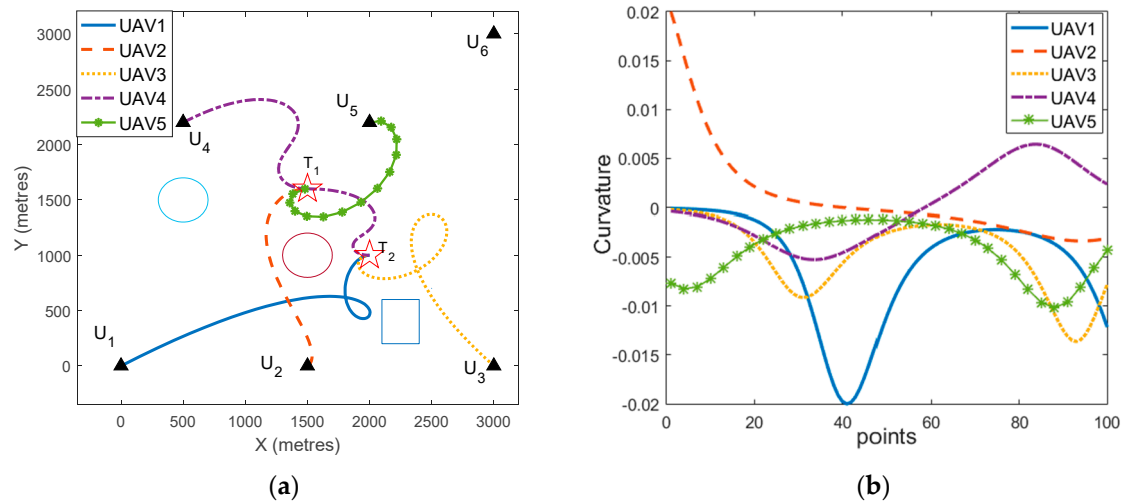 UAV1
UAV2
UAV3
UAV4
UAV5
U1
U2
U3
U4
U5
U6
T1
T2
3000
2500
2000
1500
1000
500
0
Y (metres)
0 500 1000 1500 2000 2500 3000
X (metres)
(a)
UAV1
UAV2
UAV3
UAV4
UAV5
0.02
0.015
0.01
0.005
0
-0.005
-0.01
-0.015
-0.02
Curvature
0 20 40 60 80 100
points
(b)